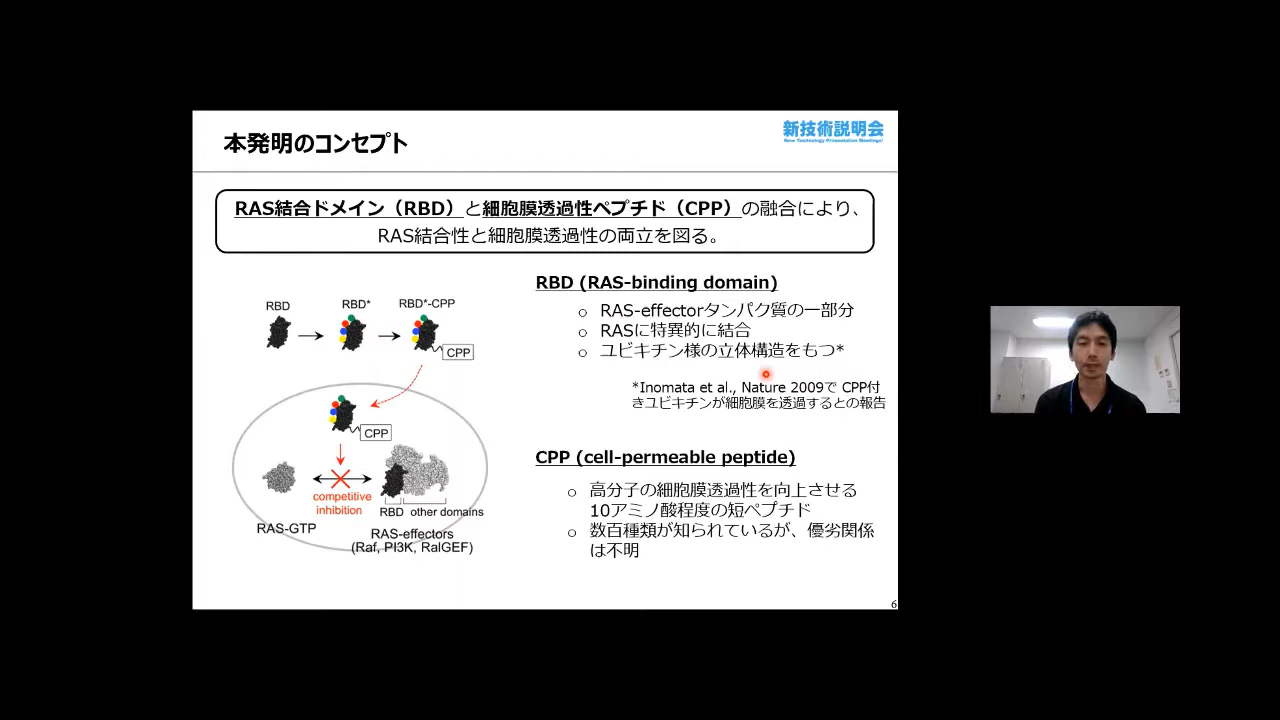 本発明のコンセプト
新技術説明会
New Technology Presentation Meetings!
RAS結合ドメイン（RBD）と細胞膜透過性ペプチド（CPP）の融合により、
RAS結合性と細胞膜透過性の両立を図る。
RBD
RBD*
RBD*-CPP
CPP
CPP
competitive
inhibition
RAS-GTP
RBD other domains
RAS-effectors
(Raf, PI3K, RalGEF)
RBD (RAS-binding domain)
o RAS-effectorタンパク質の一部分
o RASに特異的に結合
o ユビキチン様の立体構造をもつ*
*Inomata et al., Nature 2009で CPP付
きユビキチンが細胞膜を透過するとの報告
CPP (cell-permeable peptide)
o 高分子の細胞膜透過性を向上させる
10アミノ酸程度の短ペプチド
o 数百種類が知られているが、優劣関係
は不明
6